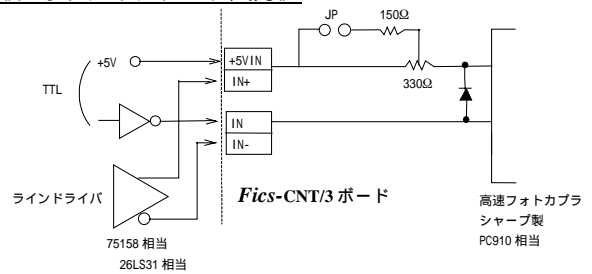 JP
150Ω
+5V
+5VIN
IN+
330Ω
TTL
IN
IN-
ラインドライバ
Fics-CNT/3 ボード
高速フォトカプラ
シャープ製
PC910 相当
75158 相当
26LS31 相当